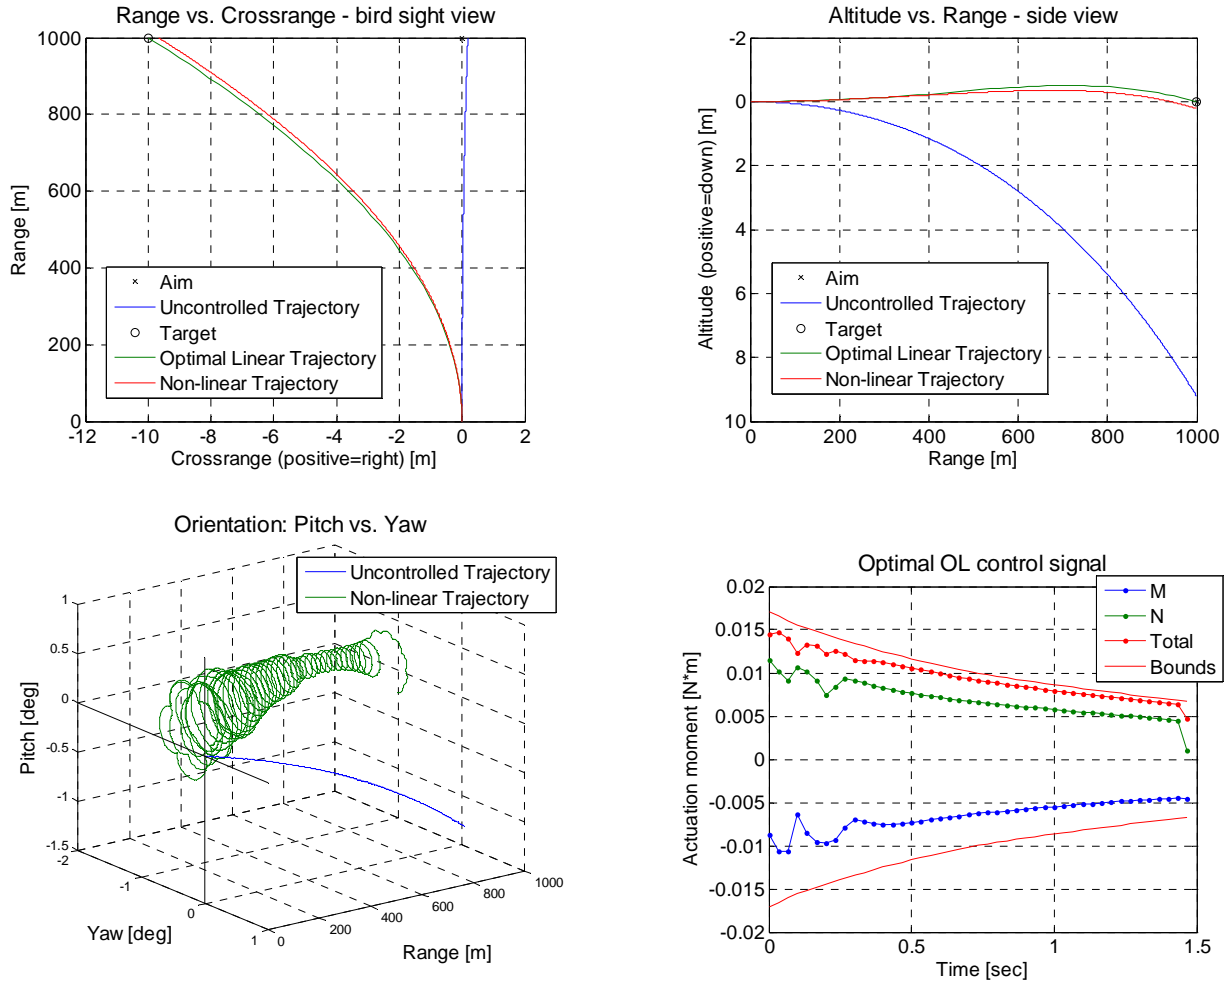 Range vs. Crossrange - bird sight view
Range [m]
1000
800
600
400
200
0
-12
-10
-8
-6
-4
-2
0
2
Crossrange (positive=right) [m]
Aim
Uncontrolled Trajectory
Target
Optimal Linear Trajectory
Non-linear Trajectory
Altitude vs. Range - side view
Altitude (positive=down) [m]
-2
0
2
4
6
8
10
0
200
400
600
800
1000
Range [m]
Aim
Uncontrolled Trajectory
Target
Optimal Linear Trajectory
Non-linear Trajectory
Orientation: Pitch vs. Yaw
Uncontrolled Trajectory
Non-linear Trajectory
Pitch [deg]
1
0.5
0
-0.5
-1
-1.5
-2
-1
0
1
Yaw [deg]
0
200
400
600
800
1000
Range [m]
Optimal OL control signal
M
N
Total
Bounds
Actuation moment [N*m]
0.02
0.015
0.01
0.005
0
-0.005
-0.01
-0.015
-0.02
0
0.5
1
1.5
Time [sec]